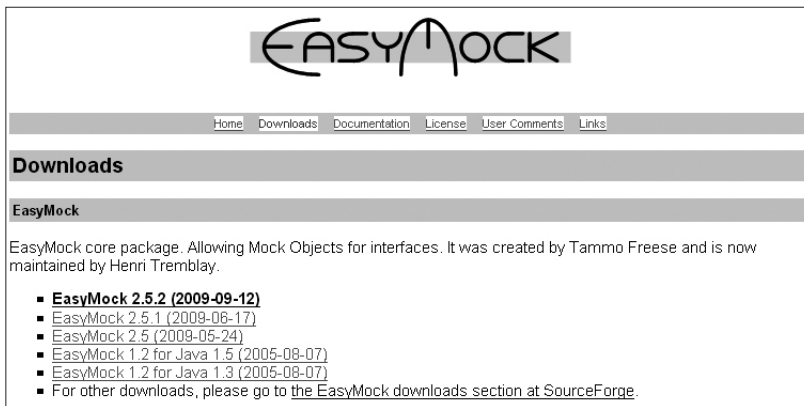 EASYMOCK
Home Downloads Documentation License User Comments Links
Downloads
EasyMock
EasyMock core package. Allowing Mock Objects for interfaces. It was created by Tammo Freese and is now
maintained by Henri Tremblay.
EasyMock 2.5.2 (2009-09-12)
EasyMock 2.5.1 (2009-06-17)
EasyMock 2.5 (2009-05-24)
EasyMock 1.2 for Java 1.5 (2005-08-07)
EasyMock 1.2 for Java 1.3 (2005-08-07)
For other downloads, please go to the EasyMock downloads section at SourceForge.